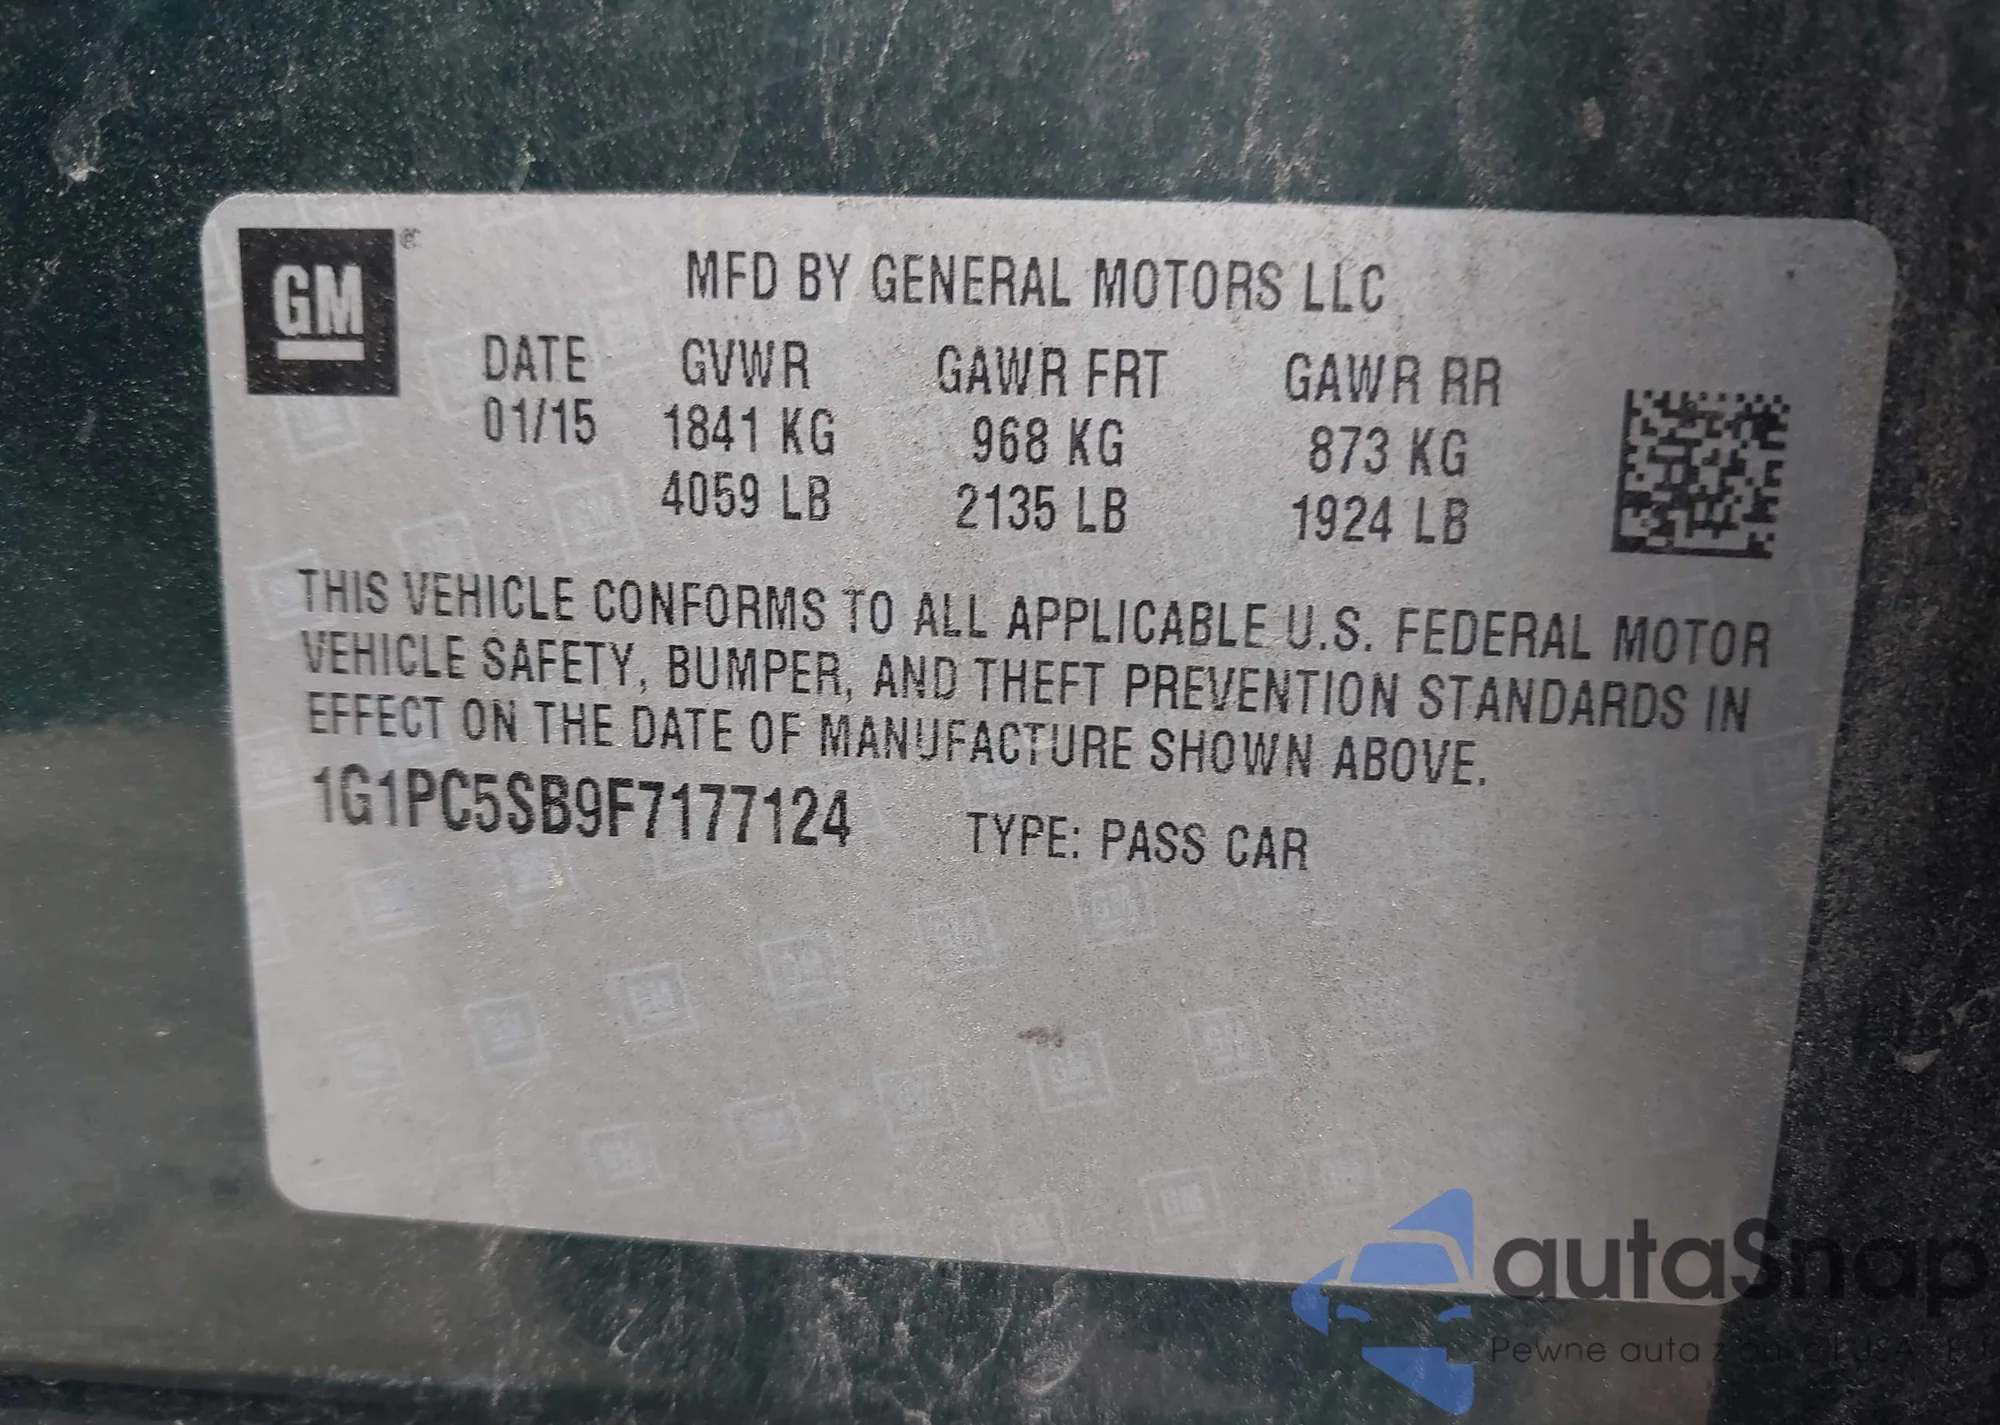 GM
MFD BY GENERAL MOTORS LLC
DATE GVWR GAWR FRT GAWR RR
01/15 1841 KG 968 KG 873 KG
4059 LB 2135 LB 1924 LB
THIS VEHICLE CONFORMS TO ALL APPLICABLE U.S. FEDERAL MOTOR
VEHICLE SAFETY, BUMPER, AND THEFT PREVENTION STANDARDS IN
EFFECT ON THE DATE OF MANUFACTURE SHOWN ABOVE.
1G1PC5SB9F7177124 TYPE: PASS CAR
autaSnap
Pewne auta z